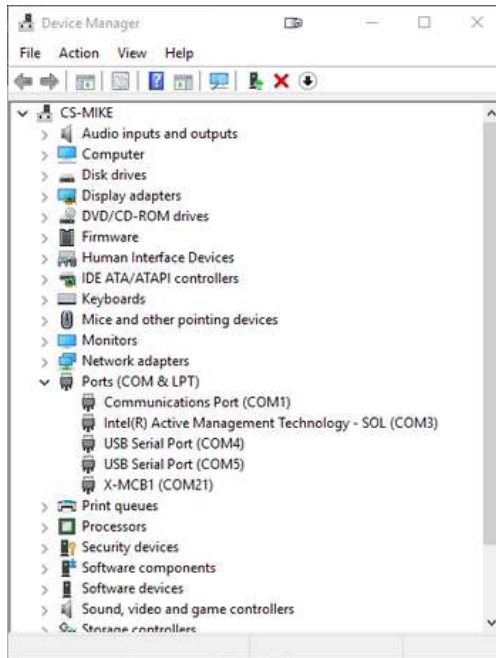 Device Manager
File Action View Help
CS-MIKE
Audio inputs and outputs
Computer
Disk drives
Display adapters
DVD/CD-ROM drives
Firmware
Human Interface Devices
IDE ATA/ATAPI controllers
Keyboards
Mice and other pointing devices
Monitors
Network adapters
Ports (COM & LPT)
Communications Port (COM1)
Intel(R) Active Management Technology - SOL (COM3)
USB Serial Port (COM4)
USB Serial Port (COM5)
X-MCB1 (COM21)
Print queues
Processors
Security devices
Software components
Software devices
Sound, video and game controllers
Storage controllers